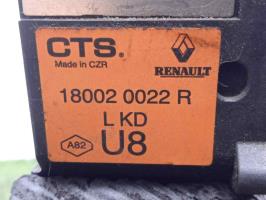 CTS.
Made in CZR
RENAULT
18002 0022 R
L KD
A82
U8